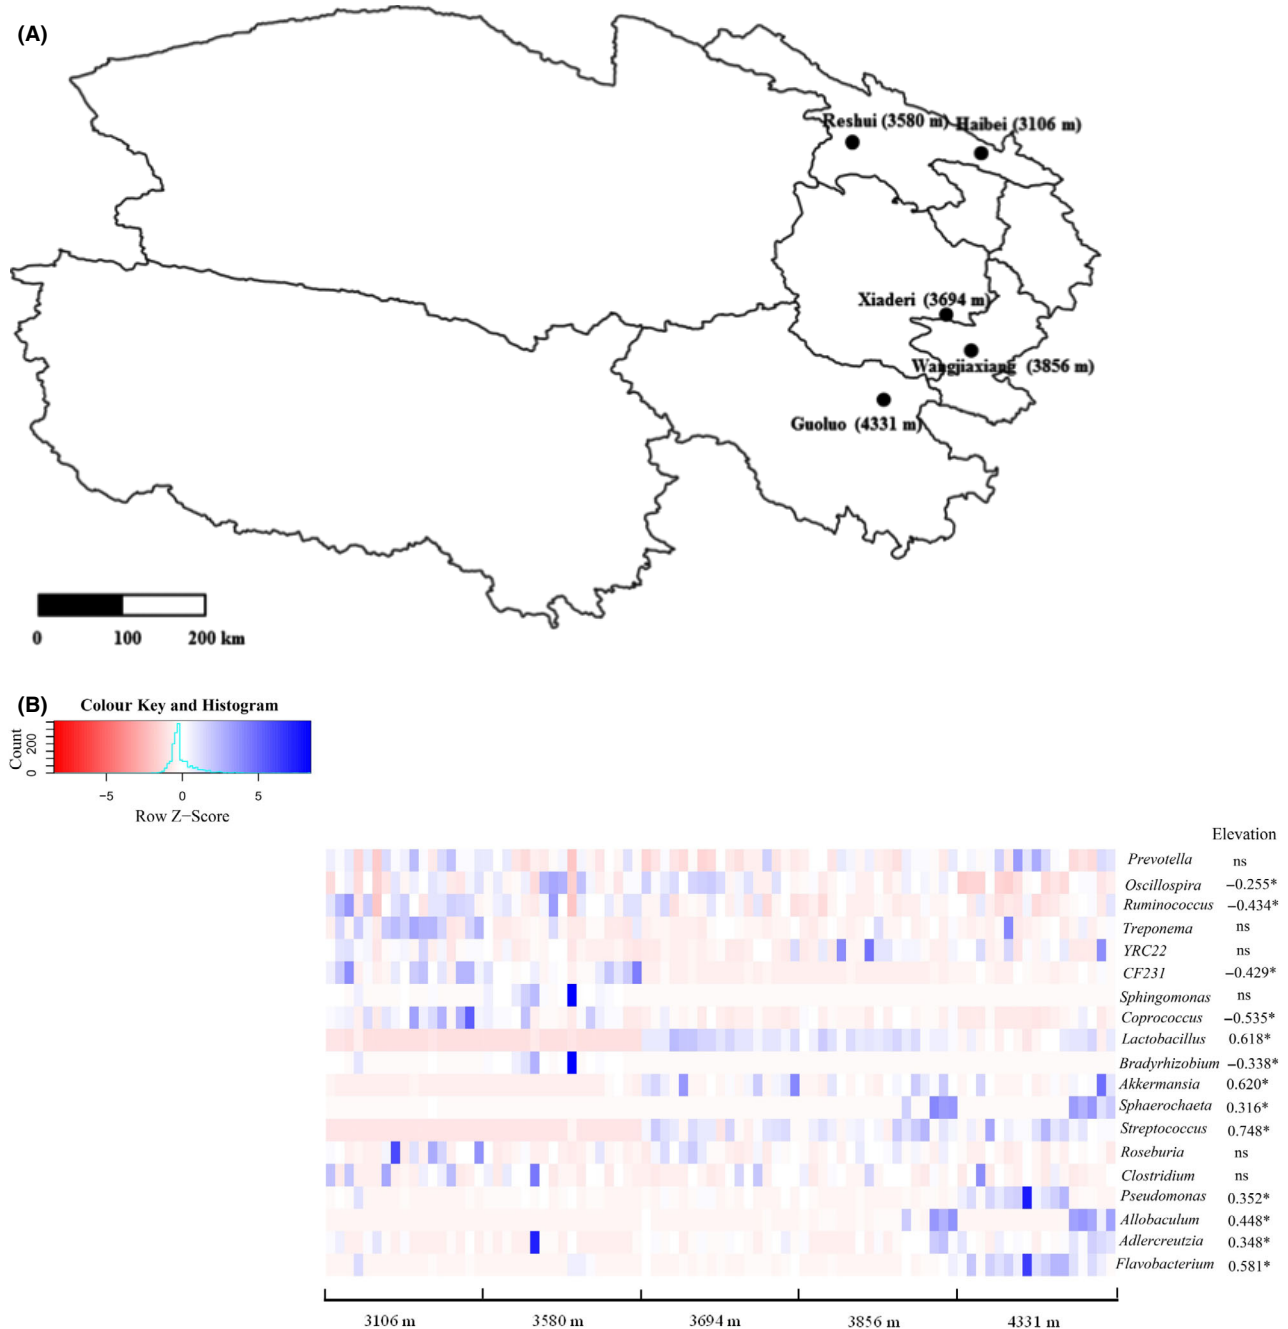 (A)
Reshui (3580 m)
Haibei (3106 m)
Xiaderi (3694 m)
Wangjiaxiang (3856 m)
Guoluo (4331 m)
0 100 200 km
(B)
Colour Key and Histogram
Count
0 200
−5 0 5
Row Z−Score
Elevation
Prevotella ns
Oscillospira −0.255*
Ruminococcus −0.434*
Treponema ns
YRC22 ns
CF231 −0.429*
Sphingomonas ns
Coprococcus −0.535*
Lactobacillus 0.618*
Bradyrhizobium −0.338*
Akkermansia 0.620*
Sphaerochaeta 0.316*
Streptococcus 0.748*
Roseburia ns
Clostridium ns
Pseudomonas 0.352*
Allobaculum 0.448*
Adlercreutzia 0.348*
Flavobacterium 0.581*
3106 m 3580 m 3694 m 3856 m 4331 m